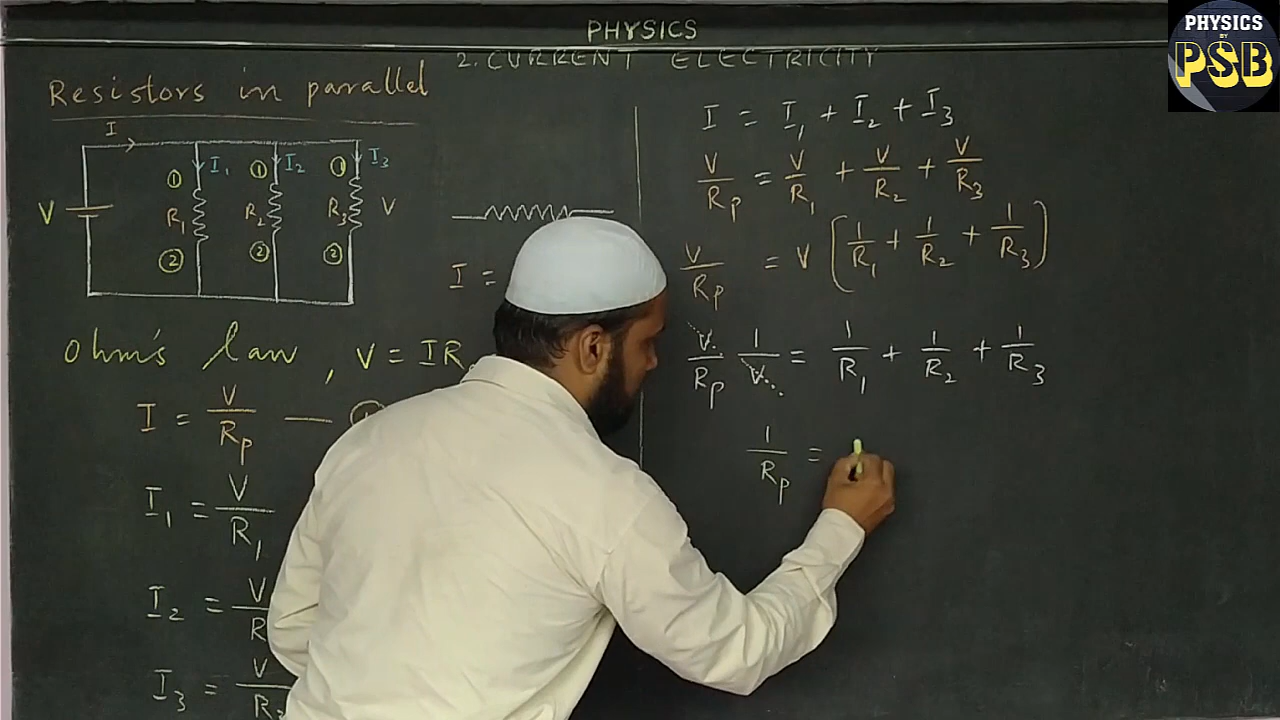 PHYSICS
2. CURRENT ELECTRICITY
PHYSICS
BY
PSB
Resistors in parallel
I
I₁ I₂ I₃
① ① ①
V R₁ R₂ R₃ V
② ② ②
I =
Ohm's law, V = IR
I = V/Rₚ —
I₁ = V/R₁
I₂ = V/R
I₃ = V/R
I = I₁ + I₂ + I₃
V/Rₚ = V/R₁ + V/R₂ + V/R₃
V/Rₚ = V (1/R₁ + 1/R₂ + 1/R₃)
V/Rₚ 1/V = 1/R₁ + 1/R₂ + 1/R₃
1/Rₚ =